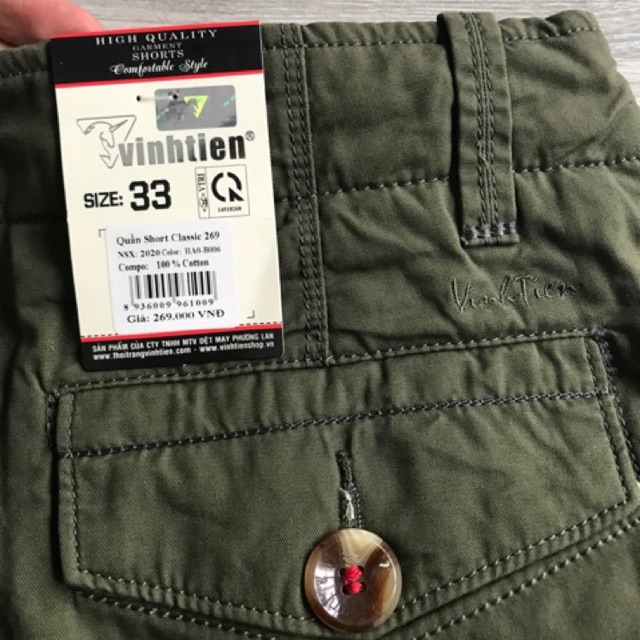 HIGH QUALITY
GARMENT
SHORTS
Comfortable Style
vinhtien®
SIZE: 33
Quần Short Classic 269
NSX: 2020 Color: HA0-B006
Compo: 100 % Cotton
8 936009 961009
Giá: 269.000 VNĐ
SẢN PHẨM CỦA CTY TNHH MTV DỆT MAY PHƯƠNG LAN
www.thoitrangvinhtien.com - www.vinhtienshop.vn
VinhTien